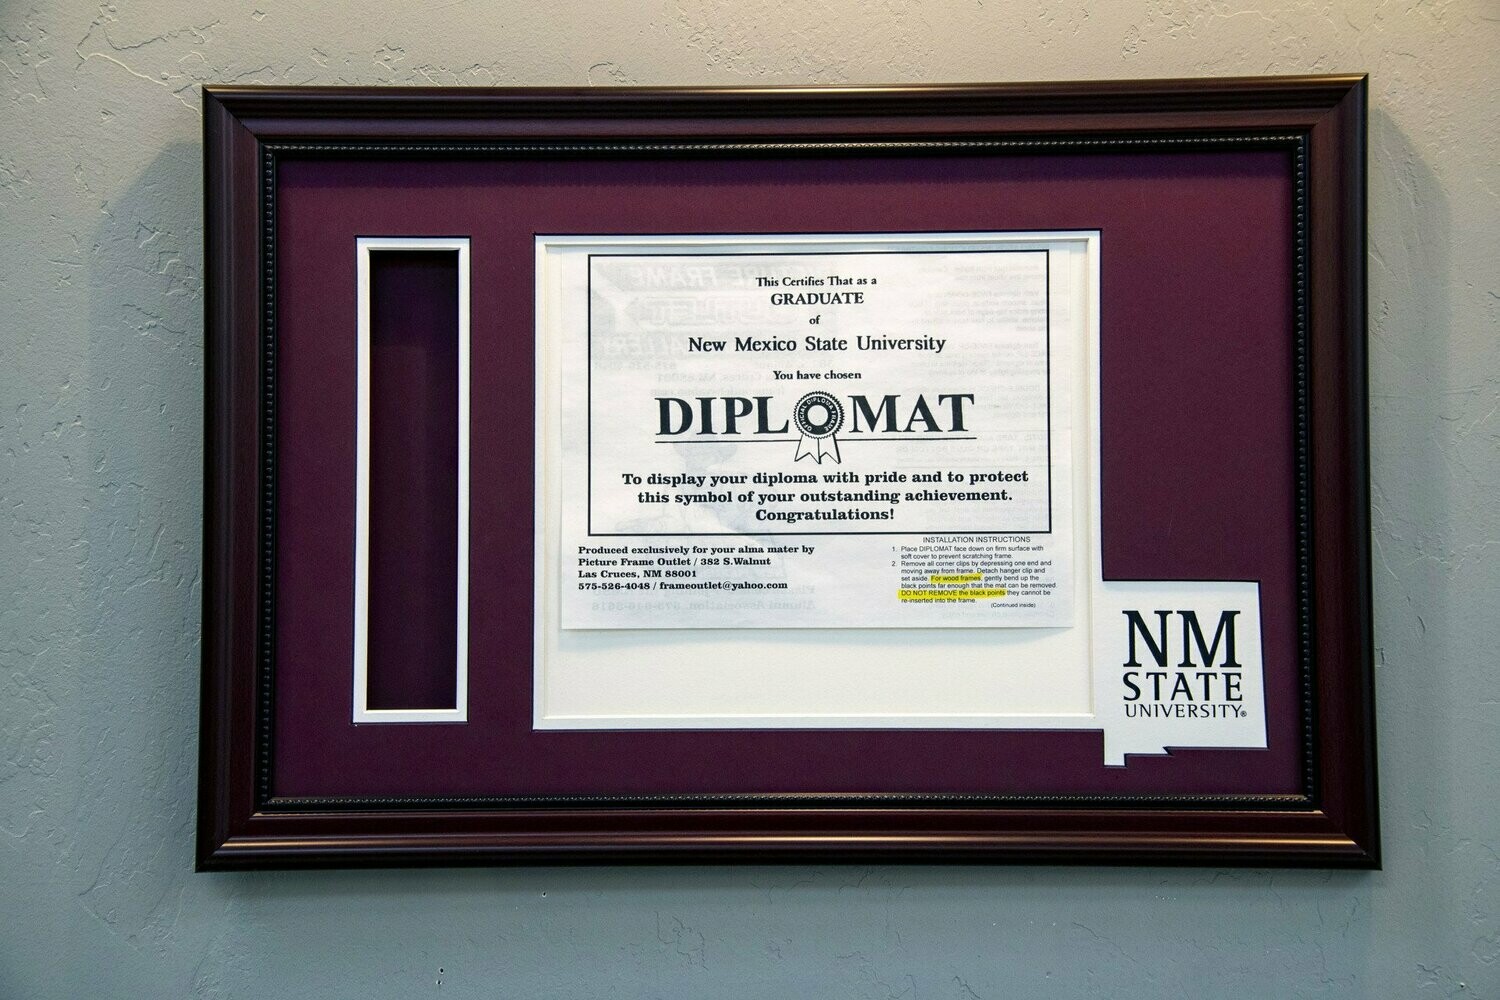 This Certifies That as a
GRADUATE
of
New Mexico State University
You have chosen
DIPLOMAT
To display your diploma with pride and to protect
this symbol of your outstanding achievement.
Congratulations!
Produced exclusively for your alma mater by
Picture Frame Outlet / 382 S.Walnut
Las Cruces, NM 88001
575-526-4048 / frameoutlet@yahoo.com
INSTALLATION INSTRUCTIONS
1. Place DIPLOMAT face down on firm surface with
soft cover to prevent scratching frame.
2. Remove all corner clips by depressing one end and
moving away from frame. Detach hanger clip and
set aside. For wood frames, gently bend up the
black points far enough that the mat can be removed.
DO NOT REMOVE the black points they cannot be
re-inserted into the frame.
(Continued inside)
NM
STATE
UNIVERSITY®